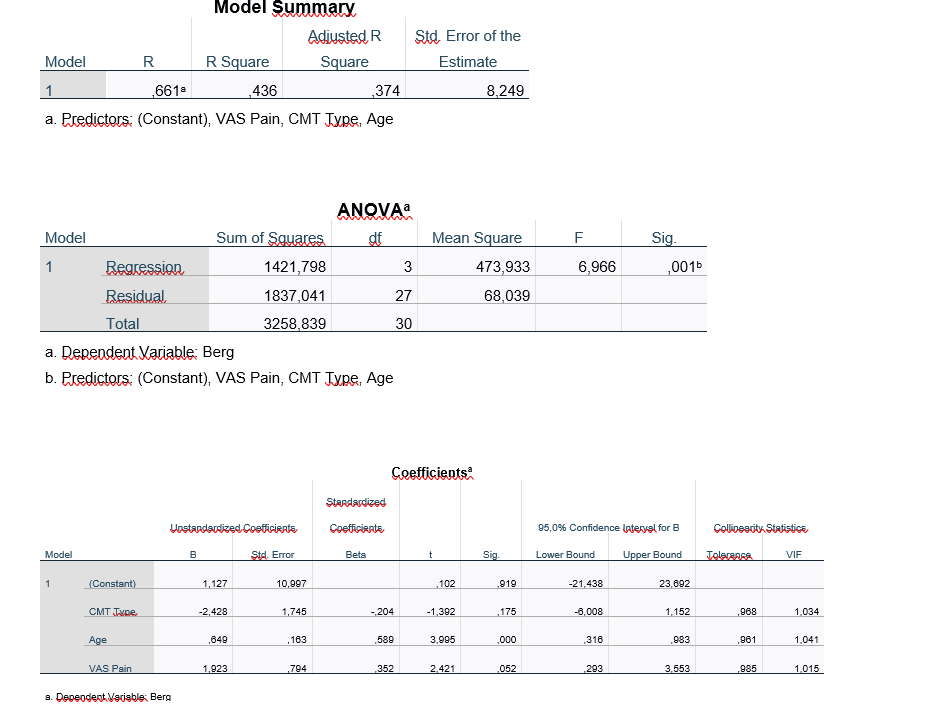 Model Summary
Model R R Square Adjusted R Square Std. Error of the Estimate
1 ,661ᵃ ,436 ,374 8,249
a. Predictors: (Constant), VAS Pain, CMT Type, Age
ANOVAᵃ
Model Sum of Squares df Mean Square F Sig.
1 Regression 1421,798 3 473,933 6,966 ,001ᵇ
Residual 1837,041 27 68,039
Total 3258,839 30
a. Dependent Variable: Berg
b. Predictors: (Constant), VAS Pain, CMT Type, Age
Coefficientsᵃ
Model Unstandardized Coefficients Standardized Coefficients t Sig. 95,0% Confidence Interval for B Collinearity Statistics
B Std. Error Beta Lower Bound Upper Bound Tolerance VIF
1 (Constant) 1,127 10,997 ,102 ,919 -21,438 23,692
CMT Type -2,428 1,745 -,204 -1,392 ,175 -6,008 1,152 ,968 1,034
Age ,649 ,163 ,589 3,995 ,000 ,316 ,983 ,961 1,041
VAS Pain 1,923 ,794 ,352 2,421 ,052 ,293 3,553 ,985 1,015
a. Dependent Variable: Berg